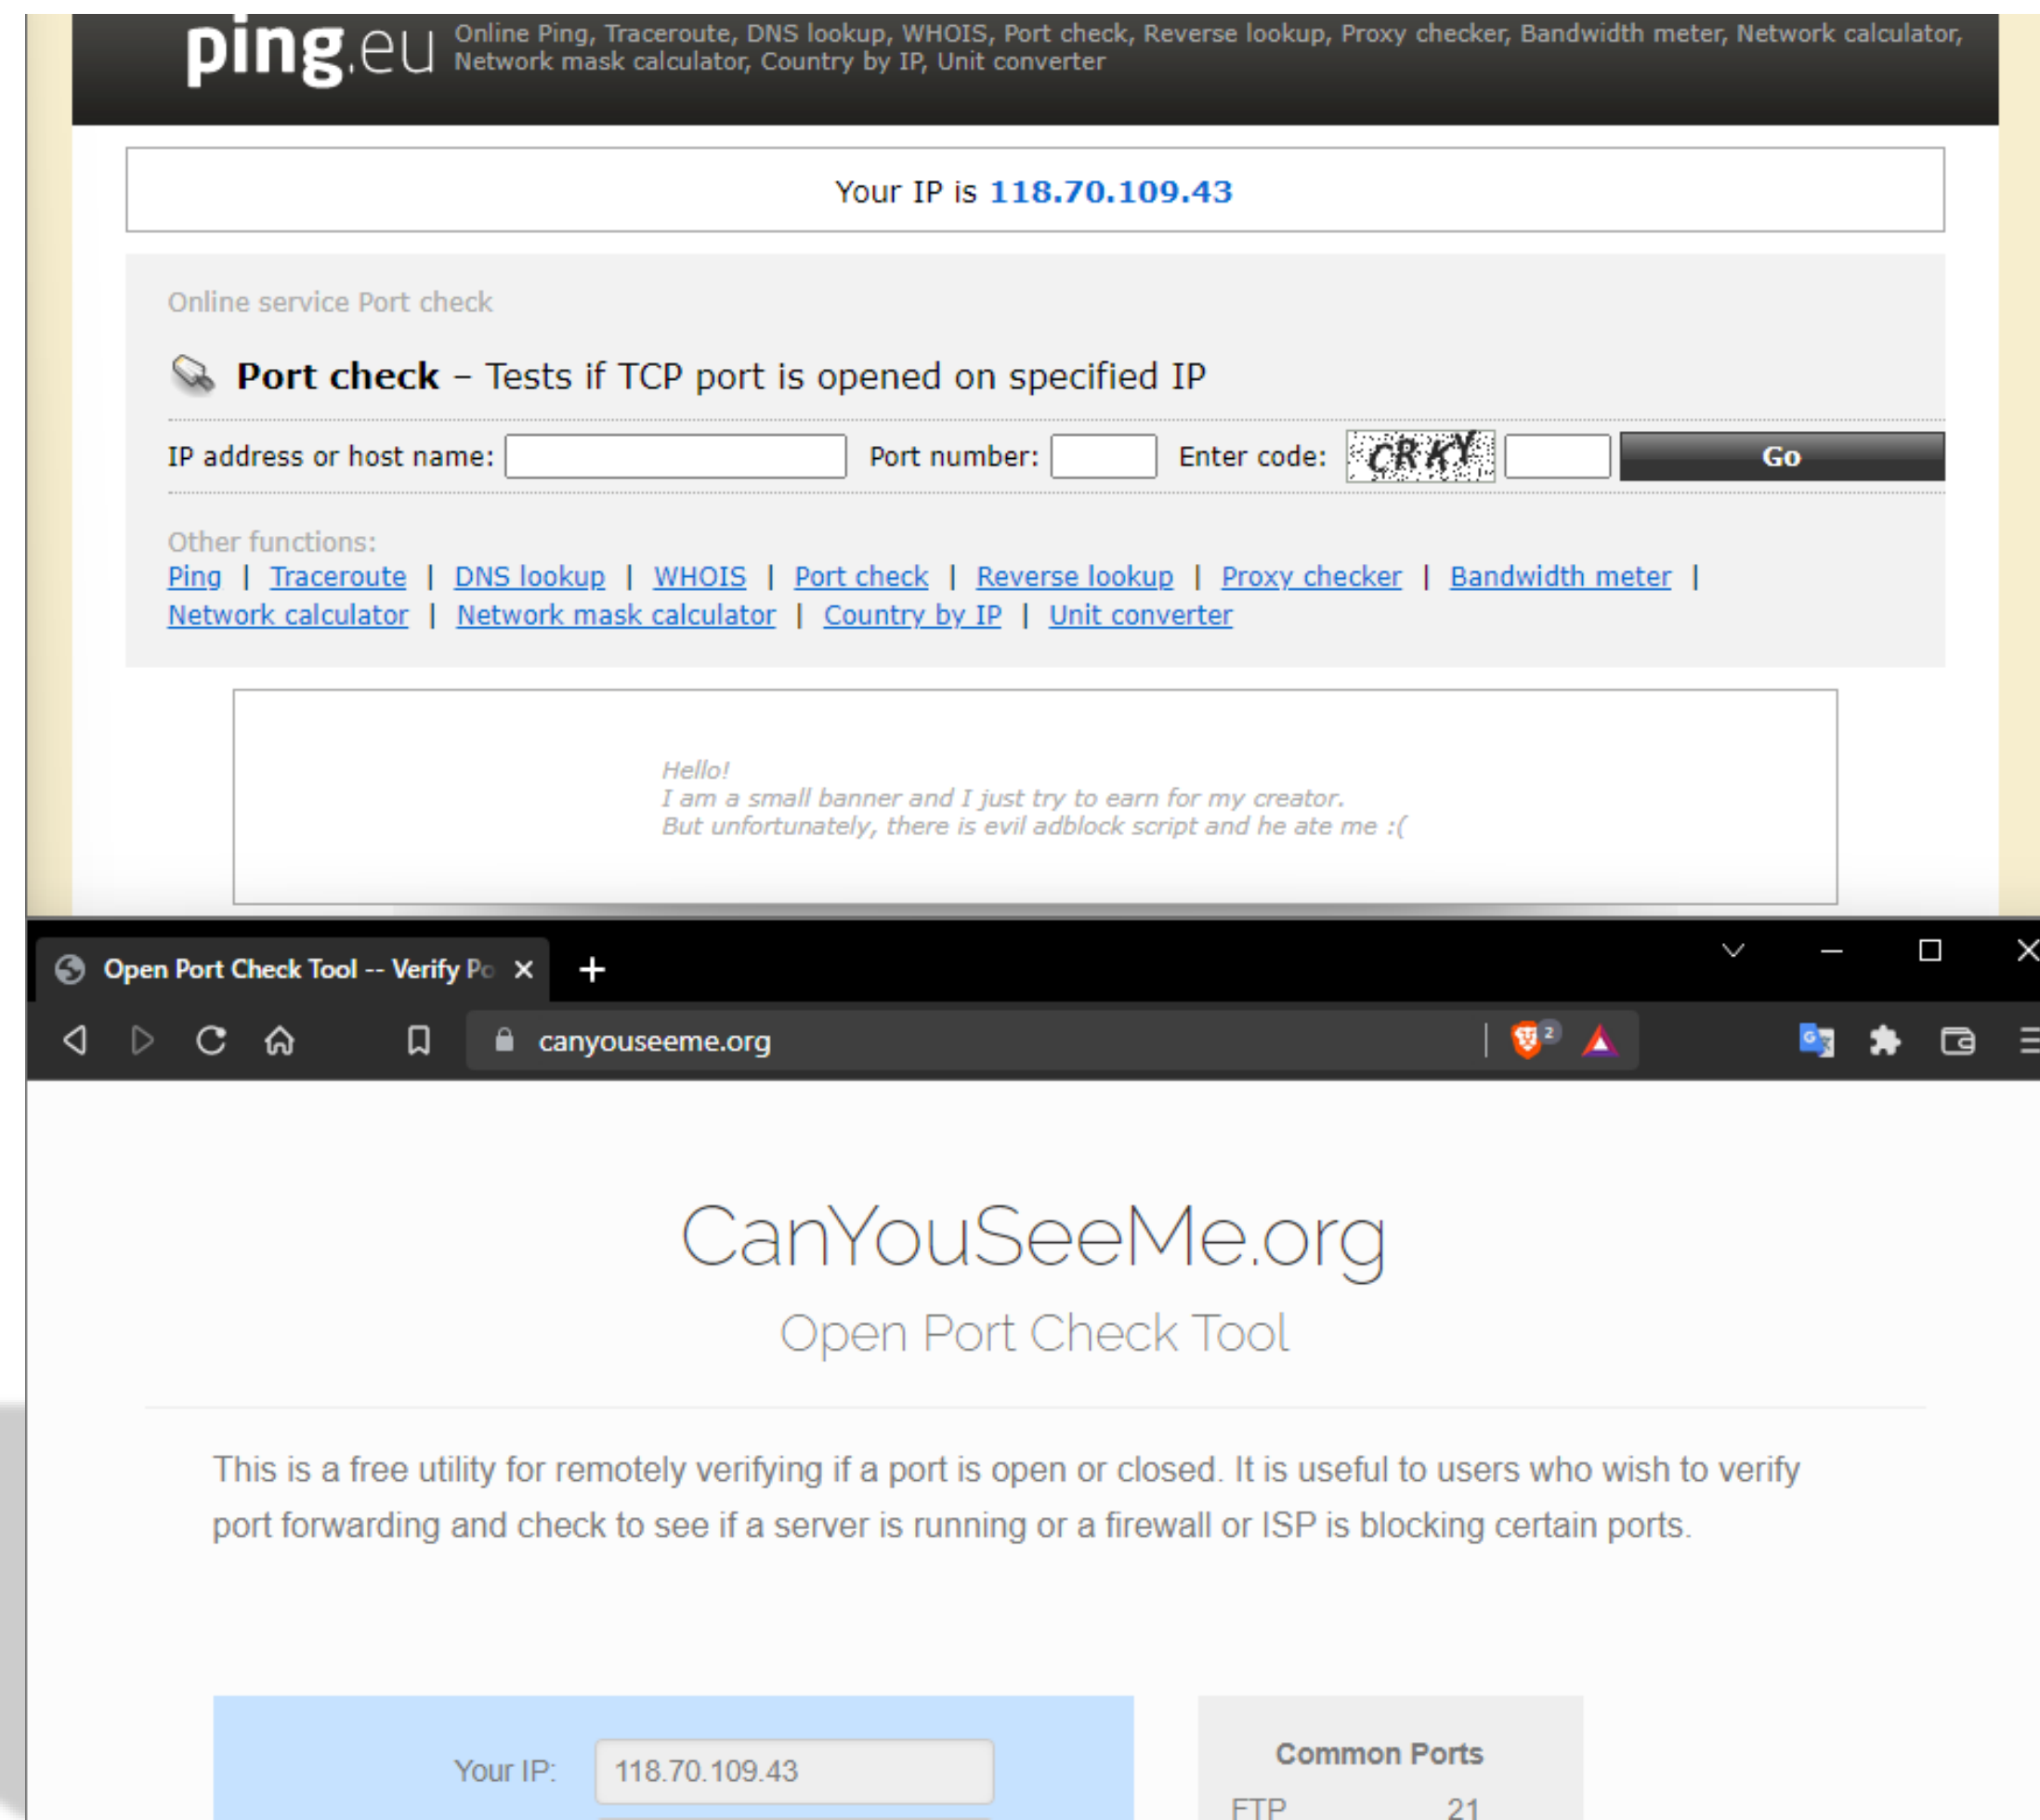 ping.eu Online Ping, Traceroute, DNS lookup, WHOIS, Port check, Reverse lookup, Proxy checker, Bandwidth meter, Network calculator,
Network mask calculator, Country by IP, Unit converter
Your IP is 118.70.109.43
Online service Port check
Port check – Tests if TCP port is opened on specified IP
IP address or host name: Port number: Enter code: CRKY Go
Other functions:
Ping | Traceroute | DNS lookup | WHOIS | Port check | Reverse lookup | Proxy checker | Bandwidth meter |
Network calculator | Network mask calculator | Country by IP | Unit converter
Hello!
I am a small banner and I just try to earn for my creator.
But unfortunately, there is evil adblock script and he ate me :(
Open Port Check Tool -- Verify Po
canyouseeme.org 2
CanYouSeeMe.org
Open Port Check Tool
This is a free utility for remotely verifying if a port is open or closed. It is useful to users who wish to verify
port forwarding and check to see if a server is running or a firewall or ISP is blocking certain ports.
Common Ports
Your IP: 118.70.109.43
FTP 21